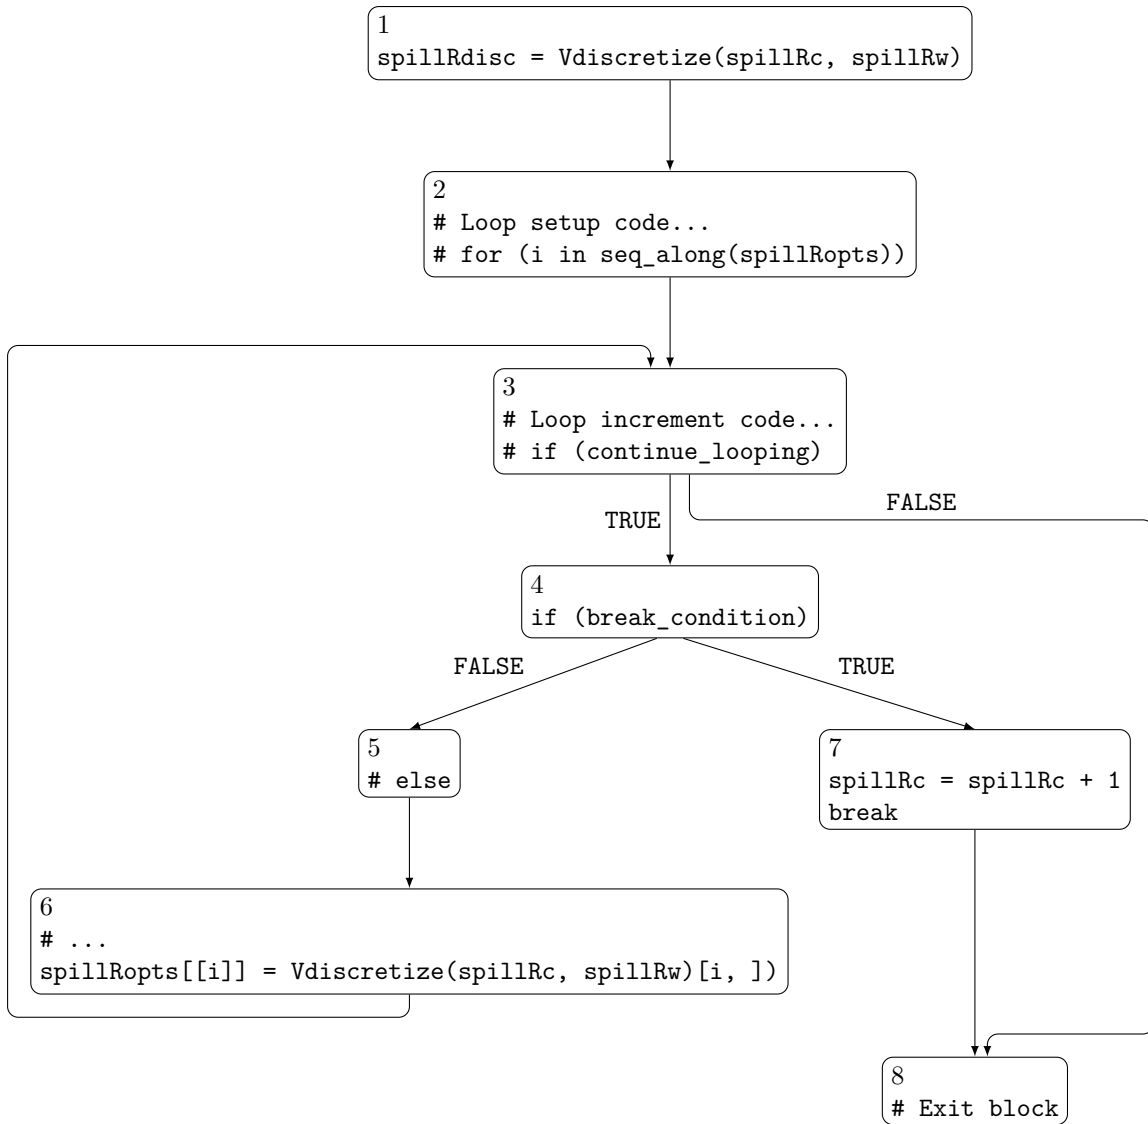 1
spillRdisc = Vdiscretize(spillRc, spillRw)
2
# Loop setup code...
# for (i in seq_along(spillRopts))
3
# Loop increment code...
# if (continue_looping)
FALSE
TRUE
4
if (break_condition)
FALSE
TRUE
5
# else
7
spillRc = spillRc + 1
break
6
# ...
spillRopts[[i]] = Vdiscretize(spillRc, spillRw)[i, ])
8
# Exit block